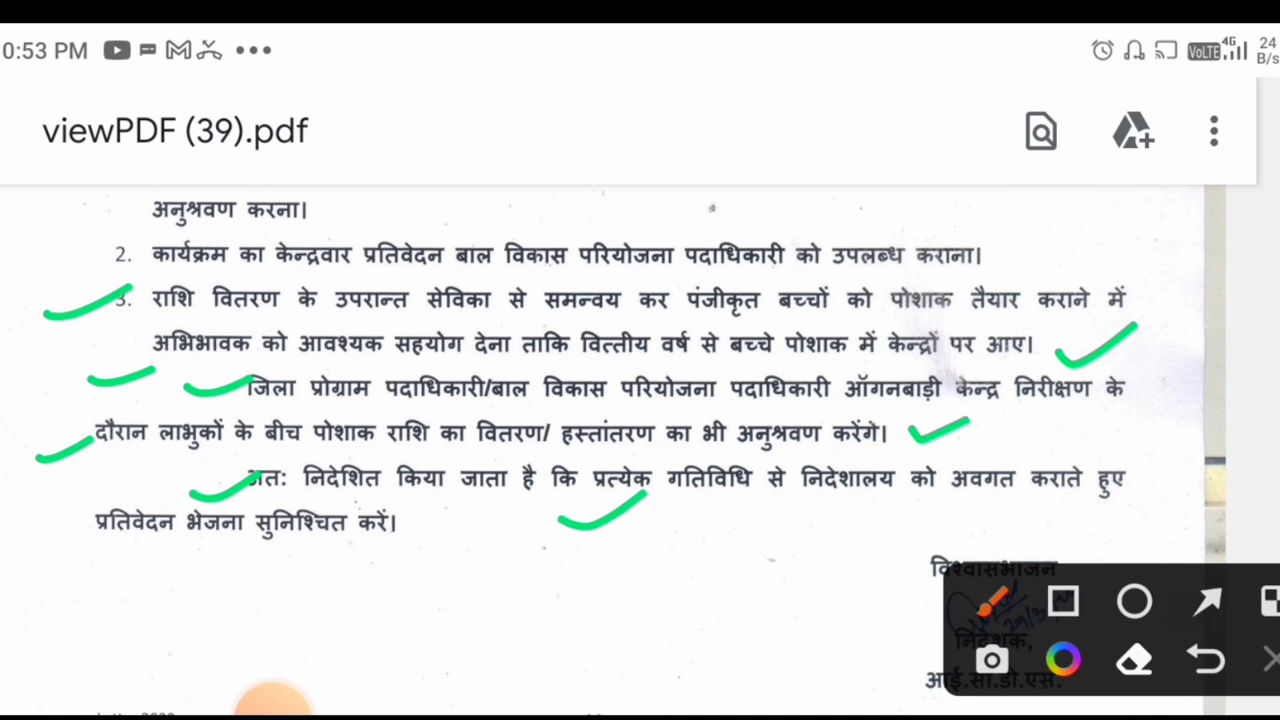 0:53 PM
VoLTE 4G 24 B/s
viewPDF (39).pdf
अनुश्रवण करना।
2. कार्यक्रम का केन्द्रवार प्रतिवेदन बाल विकास परियोजना पदाधिकारी को उपलब्ध कराना।
3. राशि वितरण के उपरान्त सेविका से समन्वय कर पंजीकृत बच्चों को पोशाक तैयार कराने में
अभिभावक को आवश्यक सहयोग देना ताकि वित्तीय वर्ष से बच्चे पोशाक में केन्द्रों पर आए।
जिला प्रोग्राम पदाधिकारी/बाल विकास परियोजना पदाधिकारी ऑगनबाड़ी केन्द्र निरीक्षण के
दौरान लाभुकों के बीच पोशाक राशि का वितरण/ हस्तांतरण का भी अनुश्रवण करेंगे।
अत: निदेशित किया जाता है कि प्रत्येक गतिविधि से निदेशालय को अवगत कराते हुए
प्रतिवेदन भेजना सुनिश्चित करें।
विश्वासभाजन
निदेशक,
आई.सी.डी.एस.